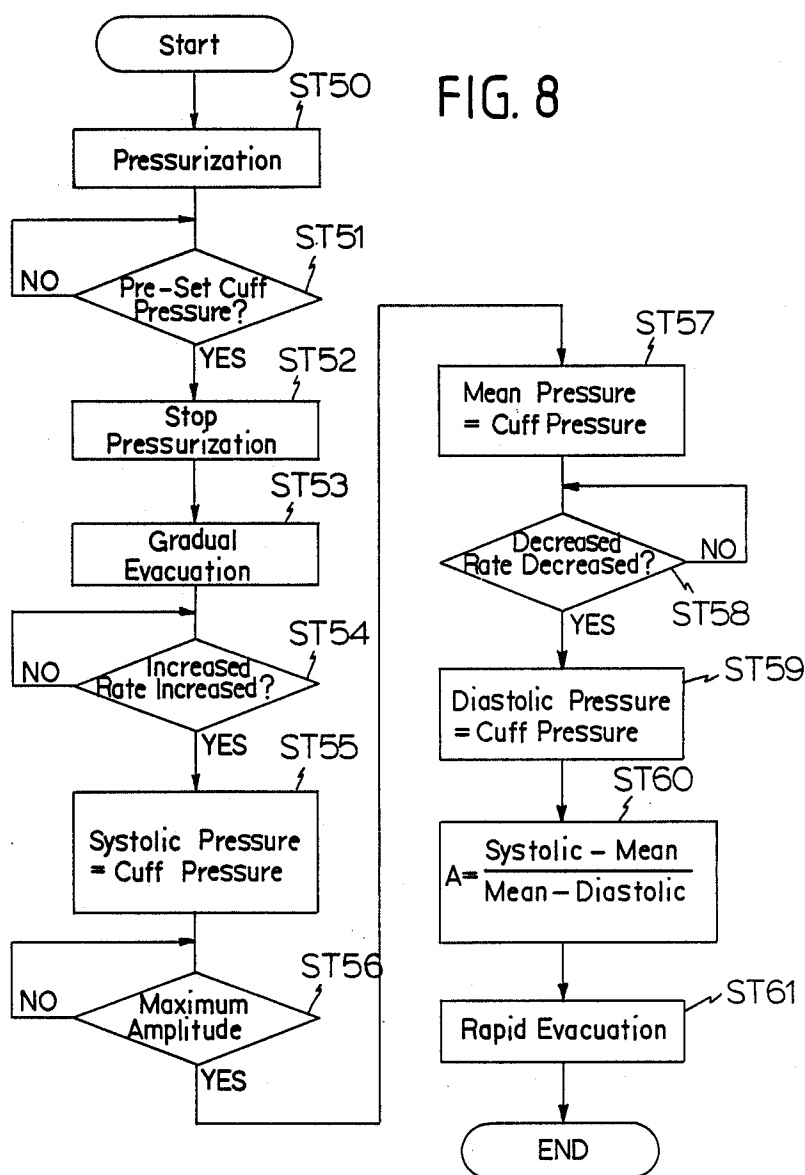 FIG. 8
Start
ST50
Pressurization
ST51
NO
Pre-Set Cuff
Pressure?
YES
ST52
Stop
Pressurization
ST53
Gradual
Evacuation
ST54
NO
Increased
Rate Increased?
YES
ST55
Systolic Pressure
= Cuff Pressure
ST56
NO
Maximum
Amplitude
YES
ST57
Mean Pressure
= Cuff Pressure
Decreased
Rate Decreased?
NO
ST58
YES
ST59
Diastolic Pressure
= Cuff Pressure
ST60
A= Systolic - Mean
Mean - Diastolic
ST61
Rapid Evacuation
END